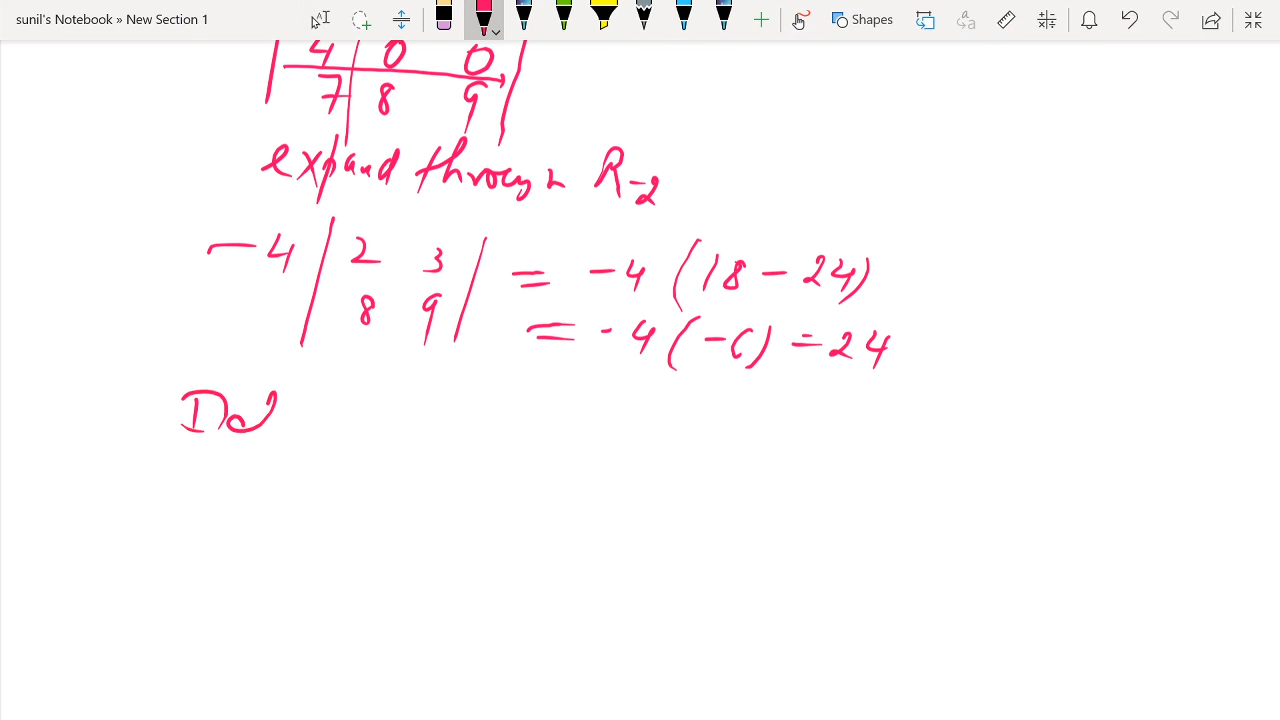 sunil's Notebook » New Section 1
Shapes
4 0 0
7 8 9
expand through R-2
-4 | 2 3 | = -4 (18 - 24)
| 8 9 | = -4 (-6) = 24